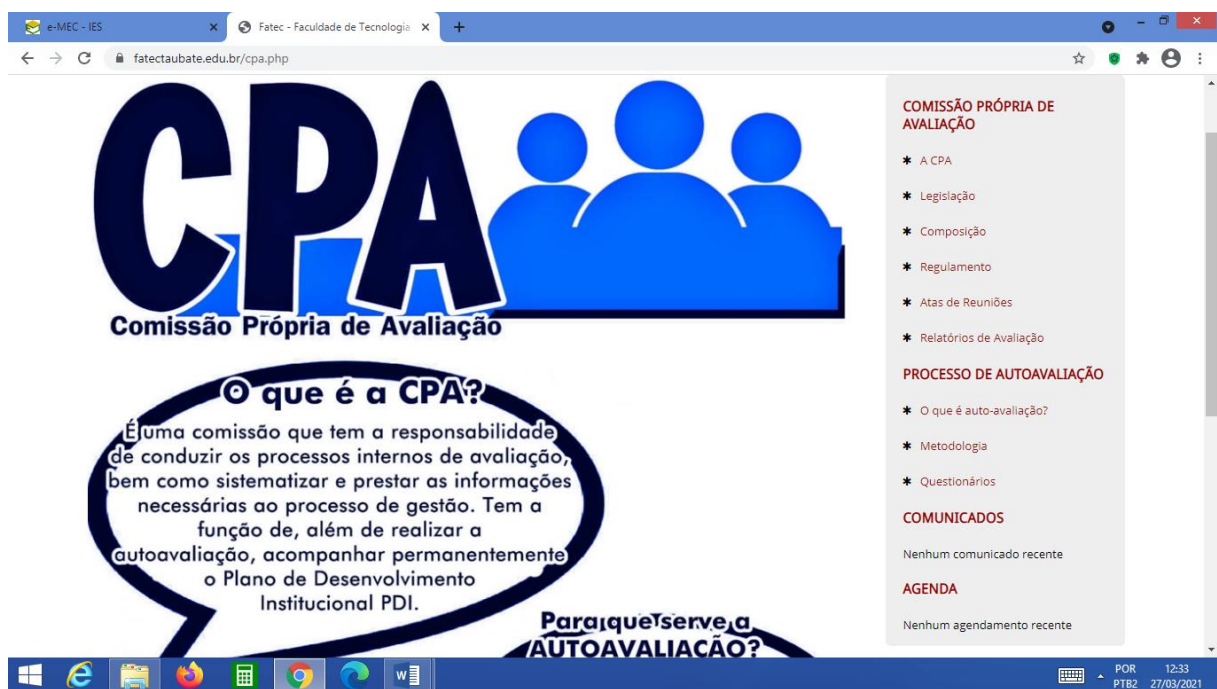 e-MEC - IES
Fatec - Faculdade de Tecnologia
fatectaubate.edu.br/cpa.php
CPA
Comissão Própria de Avaliação
O que é a CPA?
É uma comissão que tem a responsabilidade
de conduzir os processos internos de avaliação,
bem como sistematizar e prestar as informações
necessárias ao processo de gestão. Tem a
função de, além de realizar a
autoavaliação, acompanhar permanentemente
o Plano de Desenvolvimento
Institucional PDI.
Para que serve a
AUTOAVALIAÇÃO?
COMISSÃO PRÓPRIA DE
AVALIAÇÃO
✱ A CPA
✱ Legislação
✱ Composição
✱ Regulamento
✱ Atas de Reuniões
✱ Relatórios de Avaliação
PROCESSO DE AUTOAVALIAÇÃO
✱ O que é auto-avaliação?
✱ Metodologia
✱ Questionários
COMUNICADOS
Nenhum comunicado recente
AGENDA
Nenhum agendamento recente
POR 12:33
PTB2 27/03/2021